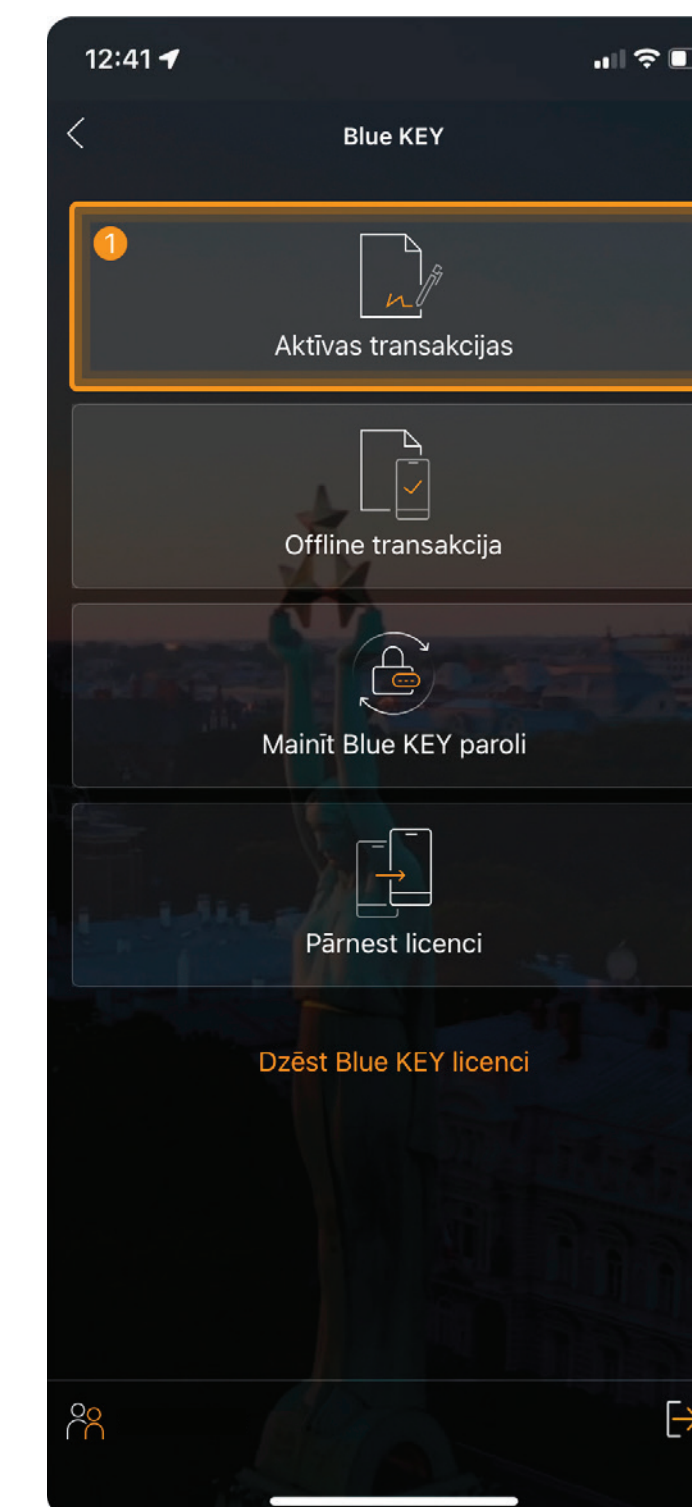 12:41
Blue KEY
1
Aktīvas transakcijas
Offline transakcija
Mainīt Blue KEY paroli
Pārnest licenci
Dzēst Blue KEY licenci